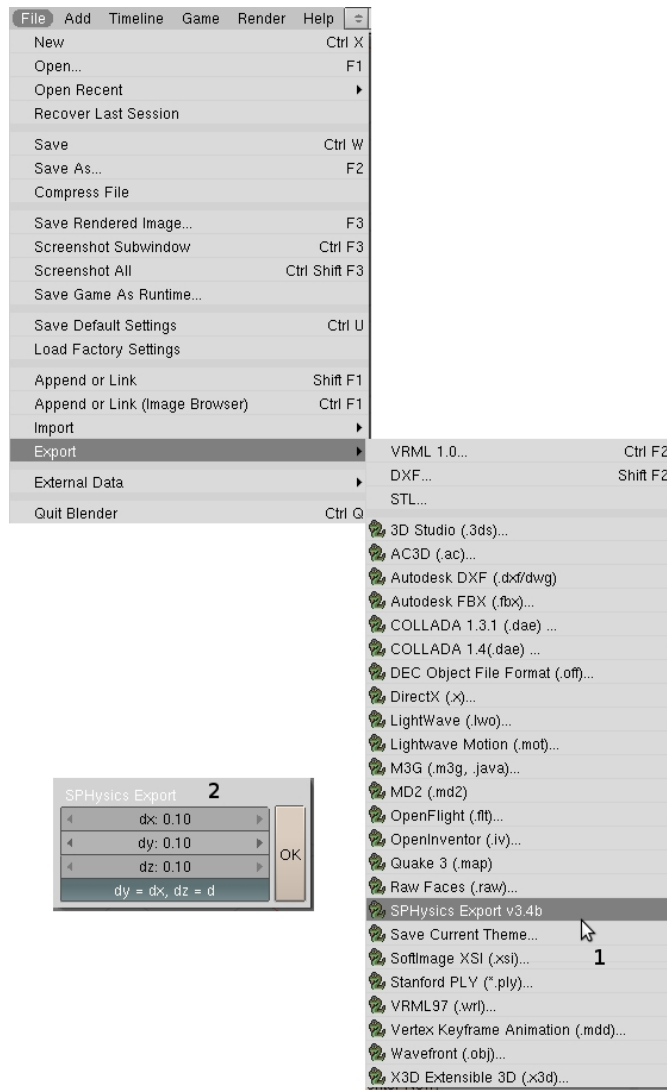 File Add Timeline Game Render Help
New Ctrl X
Open... F1
Open Recent
Recover Last Session
Save Ctrl W
Save As... F2
Compress File
Save Rendered Image... F3
Screenshot Subwindow Ctrl F3
Screenshot All Ctrl Shift F3
Save Game As Runtime...
Save Default Settings Ctrl U
Load Factory Settings
Append or Link Shift F1
Append or Link (Image Browser) Ctrl F1
Import
Export
External Data
Quit Blender Ctrl Q
VRML 1.0... Ctrl F2
DXF... Shift F2
STL...
3D Studio (.3ds)...
AC3D (.ac)...
Autodesk DXF (.dxf/dwg)
Autodesk FBX (.fbx)...
COLLADA 1.3.1 (.dae) ...
COLLADA 1.4(.dae) ...
DEC Object File Format (.off)...
DirectX (.x)...
LightWave (.lwo)...
Lightwave Motion (.mot)...
M3G (.m3g, .java)...
MD2 (.md2)
OpenFlight (.flt)...
OpenInventor (.iv)...
Quake 3 (.map)
Raw Faces (.raw)...
SPHysics Export v3.4b
Save Current Theme...
1
SoftImage XSI (.xsi)...
Stanford PLY (*.ply)...
VRML97 (.wrl)...
Vertex Keyframe Animation (.mdd)...
Wavefront (.obj)...
X3D Extensible 3D (.x3d)...
SPHysics Export 2
dx: 0.10
dy: 0.10
dz: 0.10
OK
dy = dx, dz = d